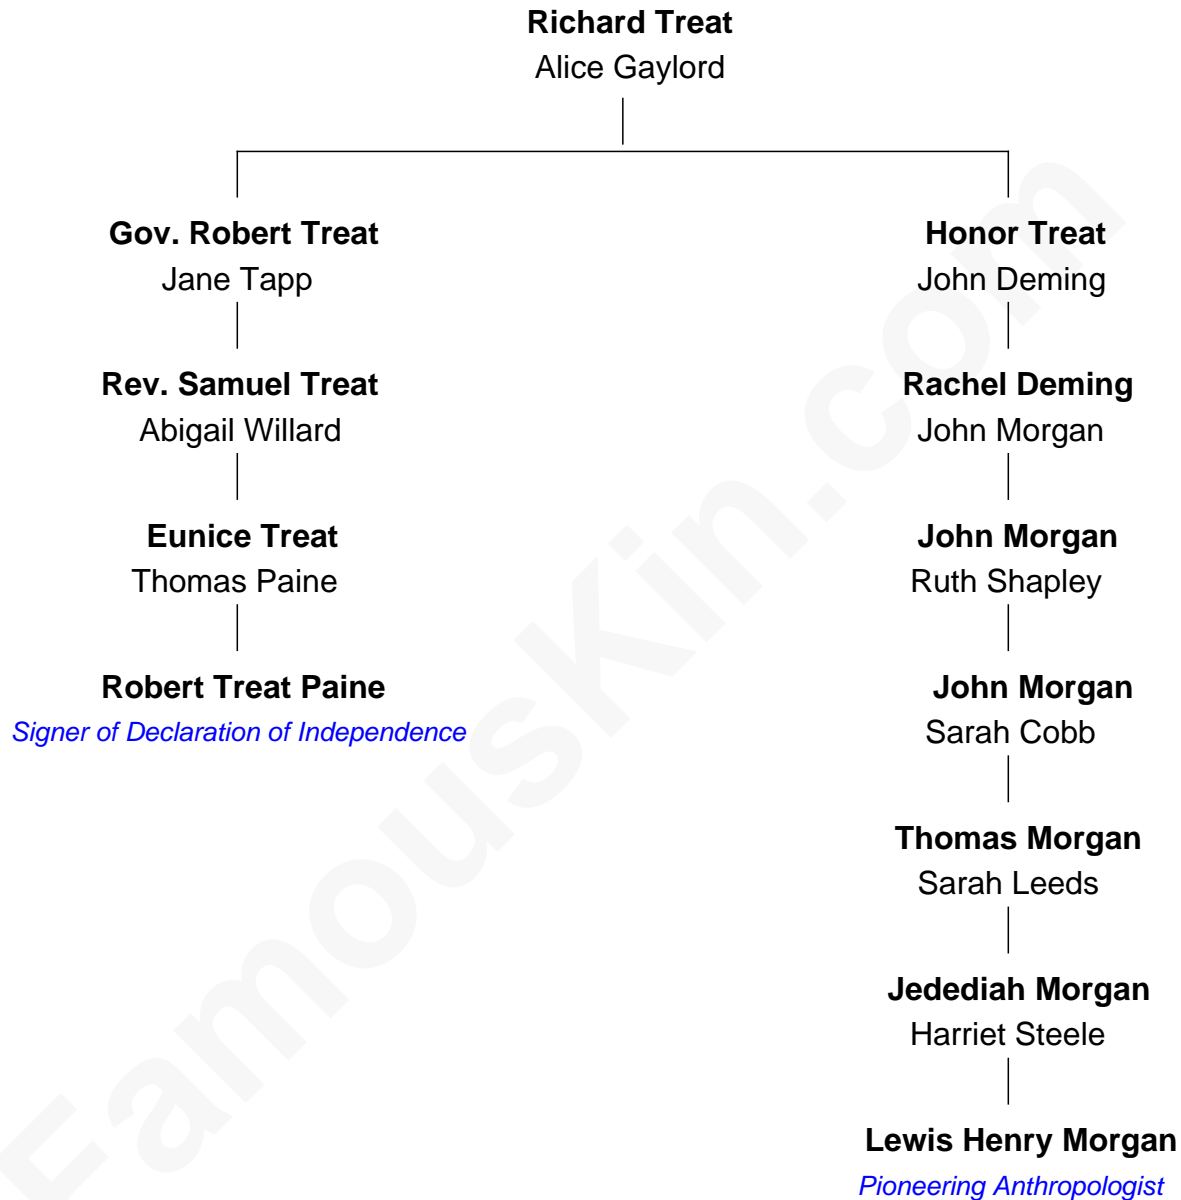 Richard Treat
Alice Gaylord
Gov. Robert Treat
Jane Tapp
Honor Treat
John Deming
Rev. Samuel Treat
Abigail Willard
Rachel Deming
John Morgan
Eunice Treat
Thomas Paine
John Morgan
Ruth Shapley
Robert Treat Paine
Signer of Declaration of Independence
John Morgan
Sarah Cobb
Thomas Morgan
Sarah Leeds
Jedediah Morgan
Harriet Steele
Lewis Henry Morgan
Pioneering Anthropologist
FamousKin.com